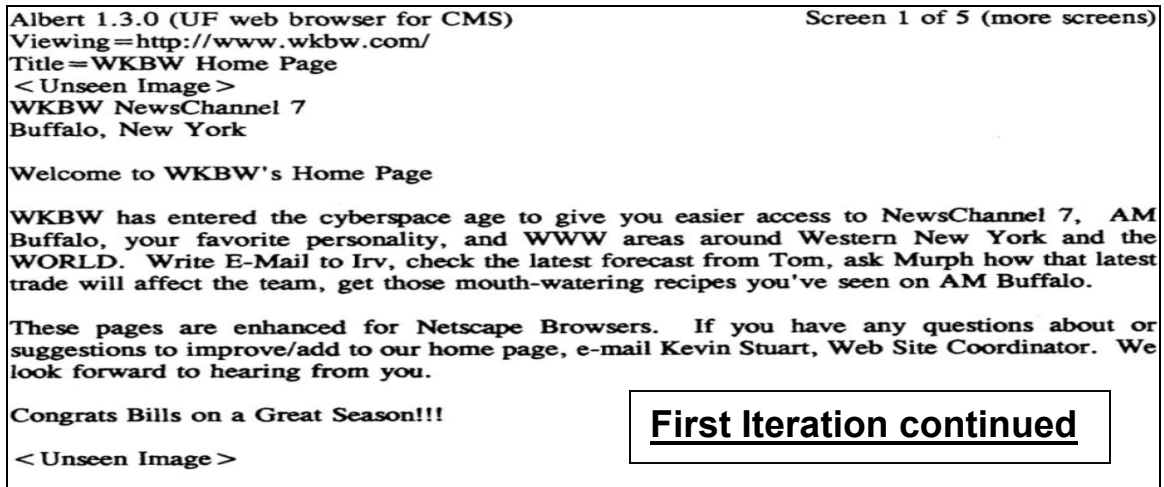 Albert 1.3.0 (UF web browser for CMS) Screen 1 of 5 (more screens)
Viewing=http://www.wkbw.com/
Title=WKBW Home Page
<Unseen Image>
WKBW NewsChannel 7
Buffalo, New York
Welcome to WKBW's Home Page
WKBW has entered the cyberspace age to give you easier access to NewsChannel 7, AM
Buffalo, your favorite personality, and WWW areas around Western New York and the
WORLD. Write E-Mail to Irv, check the latest forecast from Tom, ask Murph how that latest
trade will affect the team, get those mouth-watering recipes you've seen on AM Buffalo.
These pages are enhanced for Netscape Browsers. If you have any questions about or
suggestions to improve/add to our home page, e-mail Kevin Stuart, Web Site Coordinator. We
look forward to hearing from you.
Congrats Bills on a Great Season!!!
First Iteration continued
<Unseen Image>